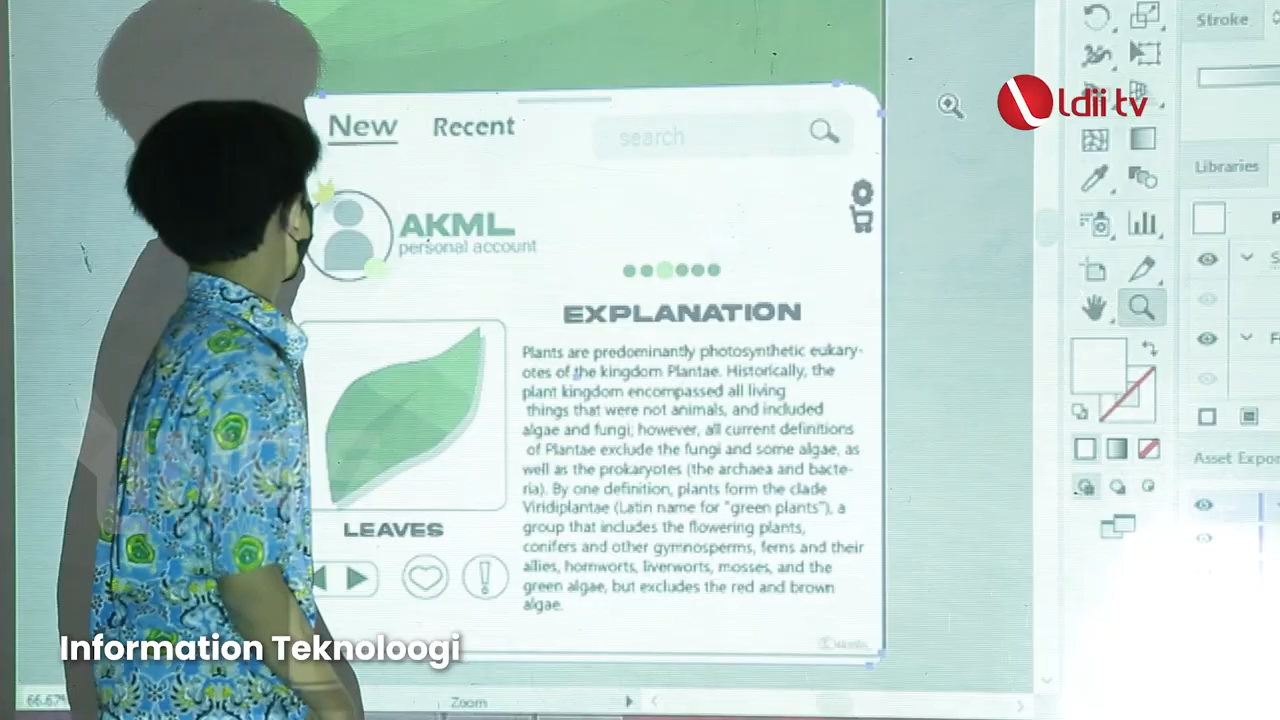 Stroke
ldii tv
New Recent
search
Libraries
AKML
personal account
EXPLANATION
Plants are predominantly photosynthetic eukary-
otes of the kingdom Plantae. Historically, the
plant kingdom encompassed all living
things that were not animals, and included
algae and fungi; however, all current definitions
of Plantae exclude the fungi and some algae, as
well as the prokaryotes (the archaea and bacte-
ria). By one definition, plants form the clade
Viridiplantae (Latin name for "green plants"), a
group that includes the flowering plants,
conifers and other gymnosperms, ferns and their
allies, hornworts, liverworts, mosses, and the
green algae, but excludes the red and brown
algae.
LEAVES
Asset Expor
Information Teknoloogi
66.67%
Zoom